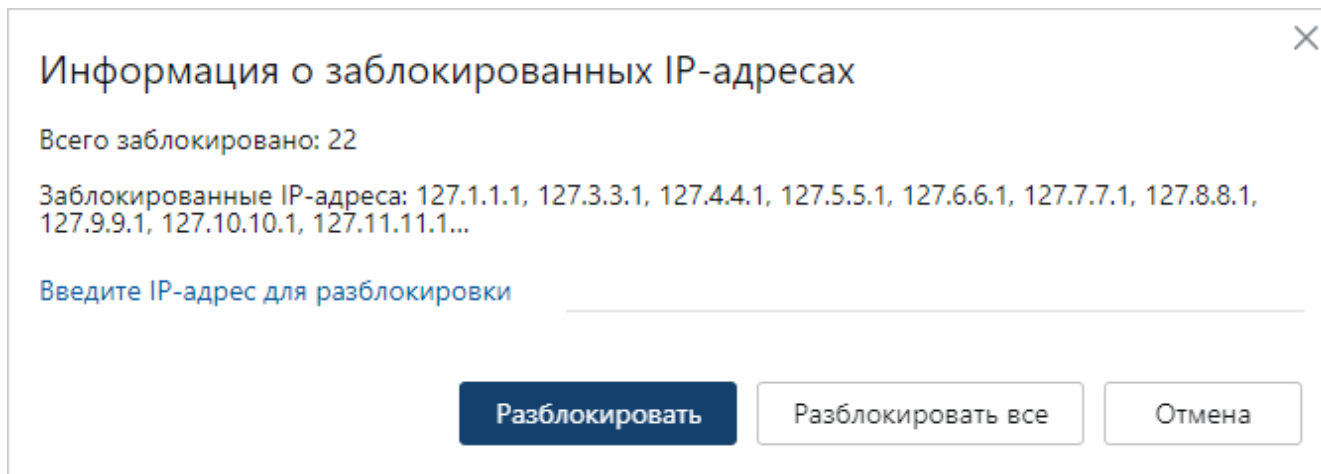 Информация о заблокированных IP-адресах
Всего заблокировано: 22
Заблокированные IP-адреса: 127.1.1.1, 127.3.3.1, 127.4.4.1, 127.5.5.1, 127.6.6.1, 127.7.7.1, 127.8.8.1,
127.9.9.1, 127.10.10.1, 127.11.11.1...
Введите IP-адрес для разблокировки
Разблокировать
Разблокировать все
Отмена